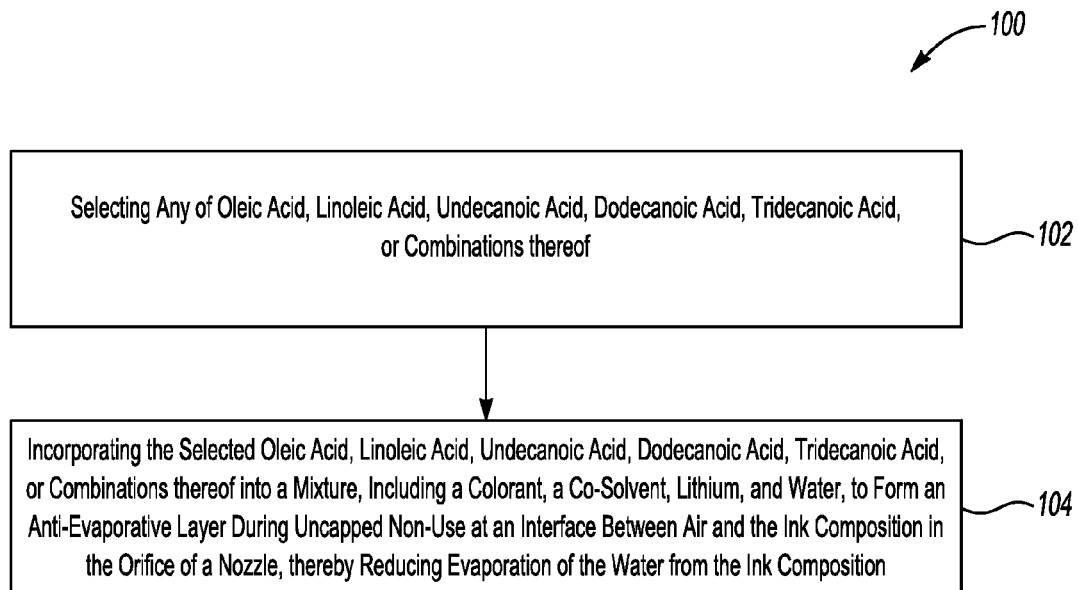 100
Selecting Any of Oleic Acid, Linoleic Acid, Undecanoic Acid, Dodecanoic Acid, Tridecanoic Acid,
or Combinations thereof
102
Incorporating the Selected Oleic Acid, Linoleic Acid, Undecanoic Acid, Dodecanoic Acid, Tridecanoic Acid,
or Combinations thereof into a Mixture, Including a Colorant, a Co-Solvent, Lithium, and Water, to Form an
Anti-Evaporative Layer During Uncapped Non-Use at an Interface Between Air and the Ink Composition in
the Orifice of a Nozzle, thereby Reducing Evaporation of the Water from the Ink Composition
104